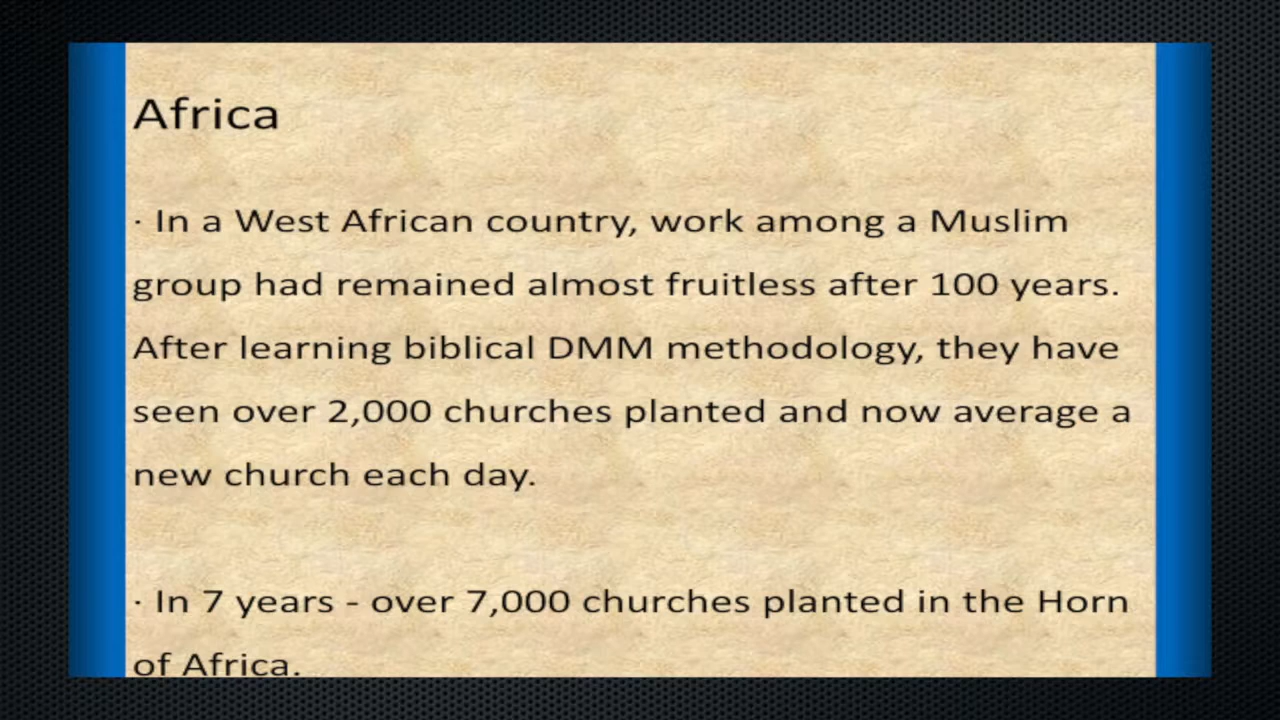 Africa
· In a West African country, work among a Muslim
group had remained almost fruitless after 100 years.
After learning biblical DMM methodology, they have
seen over 2,000 churches planted and now average a
new church each day.
· In 7 years - over 7,000 churches planted in the Horn
of Africa.